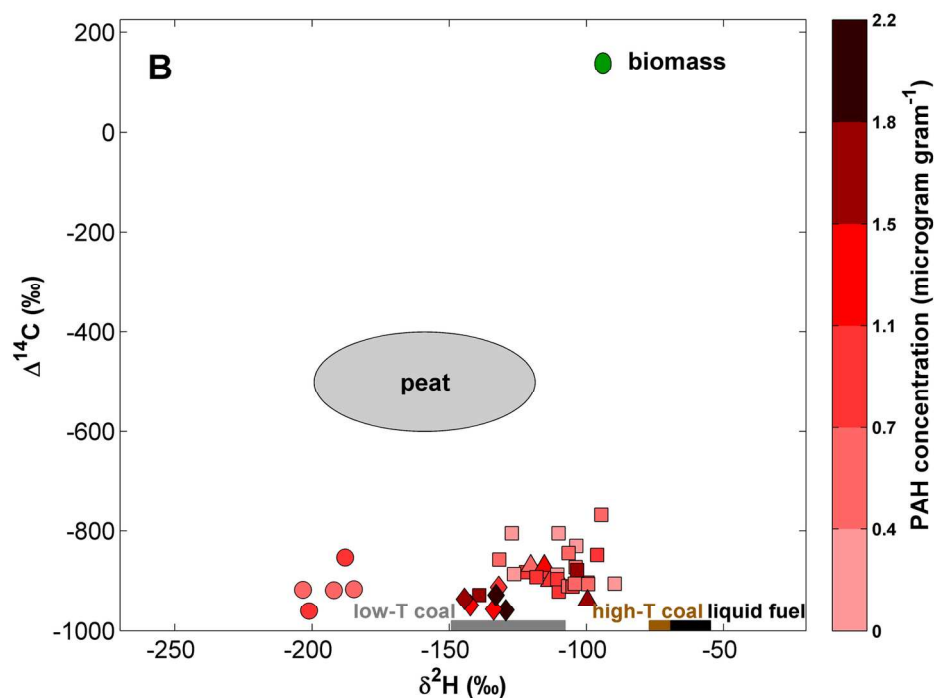 B
biomass
peat
low-T coal
high-T coal
liquid fuel
200
0
-200
-400
-600
-800
-1000
Δ¹⁴C (‰)
-250
-200
-150
-100
-50
δ²H (‰)
2.2
1.8
1.5
1.1
0.7
0.4
0
PAH concentration (microgram gram⁻¹)